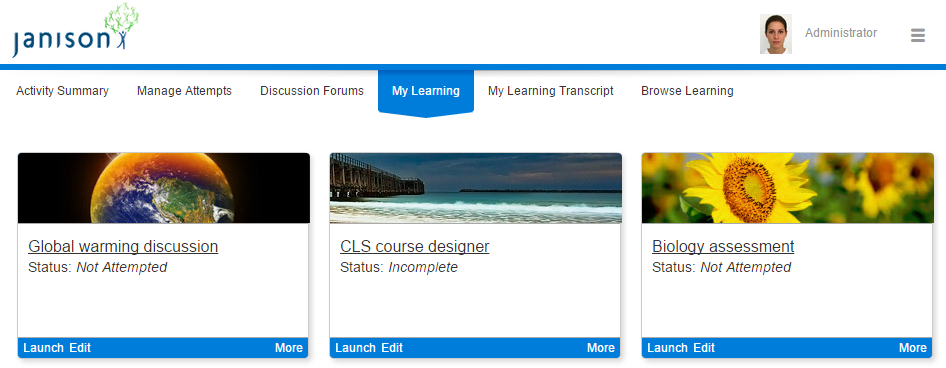 janison
Administrator
Activity Summary Manage Attempts Discussion Forums My Learning My Learning Transcript Browse Learning
Global warming discussion
Status: Not Attempted
Launch Edit More
CLS course designer
Status: Incomplete
Launch Edit More
Biology assessment
Status: Not Attempted
Launch Edit More